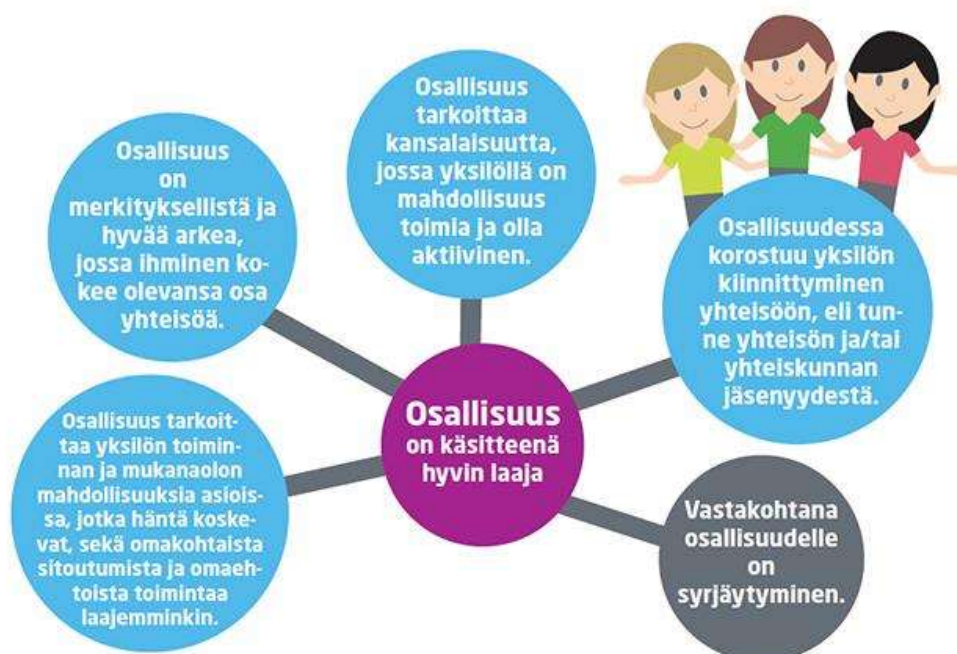 Osallisuus
on
merkityksellistä ja
hyvää arkea,
jossa ihminen ko-
kee olevansa osa
yhteisöä.
Osallisuus
tarkoittaa
kansalaisuutta,
jossa yksilöllä on
mahdollisuus
toimia ja olla
aktiivinen.
Osallisuudessa
korostuu yksilön
kiinnittyminen
yhteisöön, eli tun-
ne yhteisön ja/tai
yhteiskunnan
jäsenyydestä.
Osallisuus
on käsitteenä
hyvin laaja
Osallisuus tarkoit-
taa yksilön toimin-
nan ja mukanaolon
mahdollisuuksia asiois-
sa, jotka häntä koske-
vat, sekä omakohtaista
sitoutumista ja omaeh-
toista toimintaa
laajemminkin.
Vastakohtana
osallisuudelle
on
syrjäytyminen.